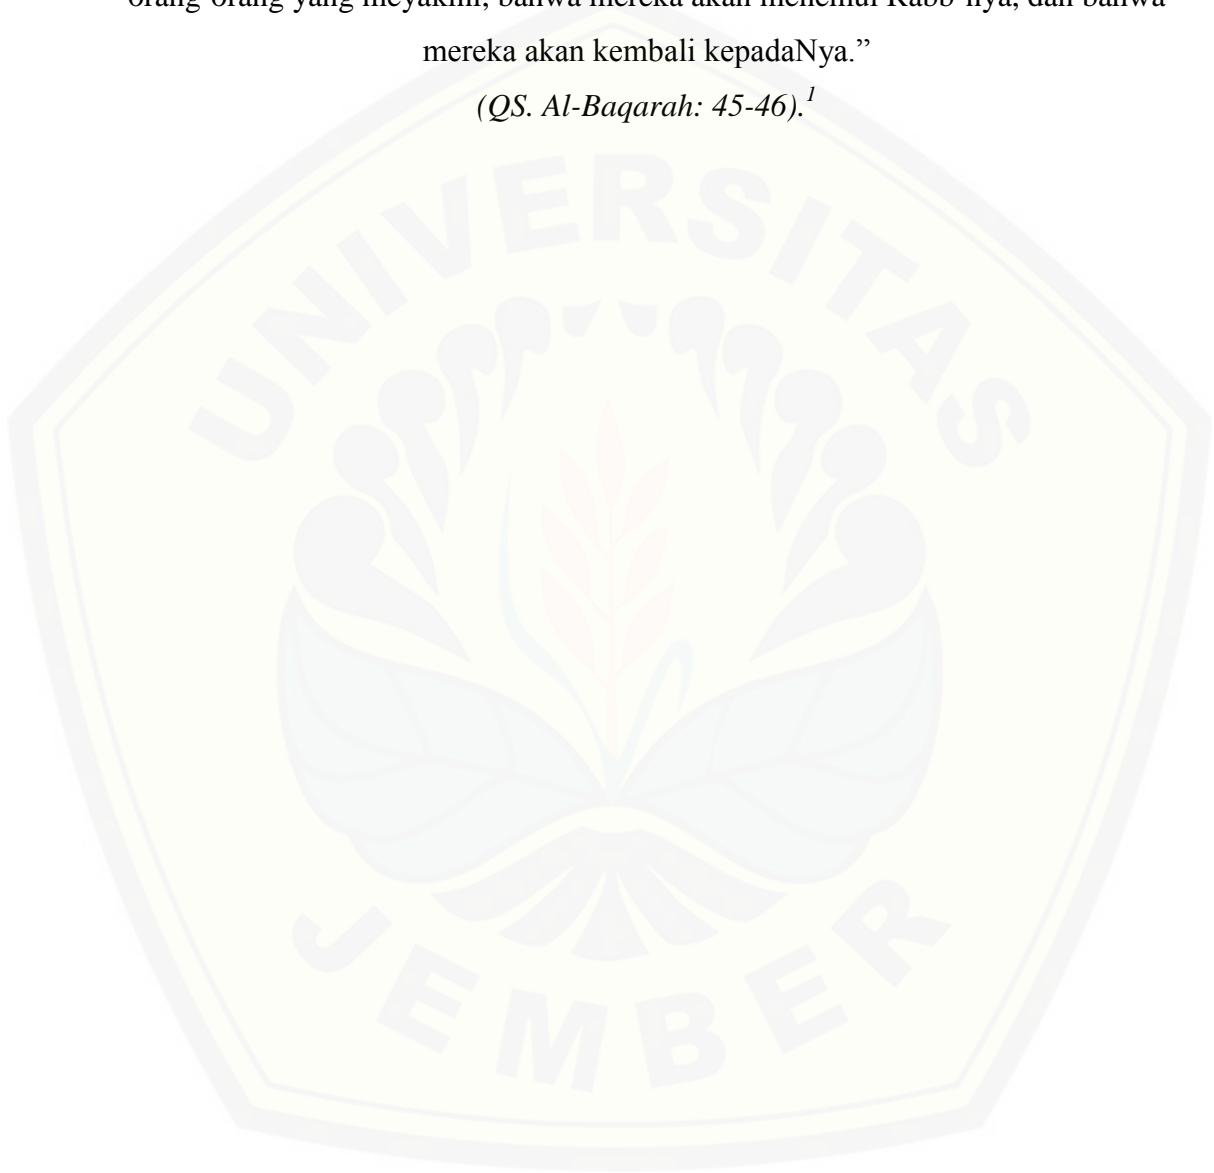 orang-orang yang meyakini, bahwa mereka akan menemui Rabb-nya, dan bahwa
mereka akan kembali kepadaNya.”
(QS. Al-Baqarah: 45-46).1
UNIVERSITAS
JEMBER